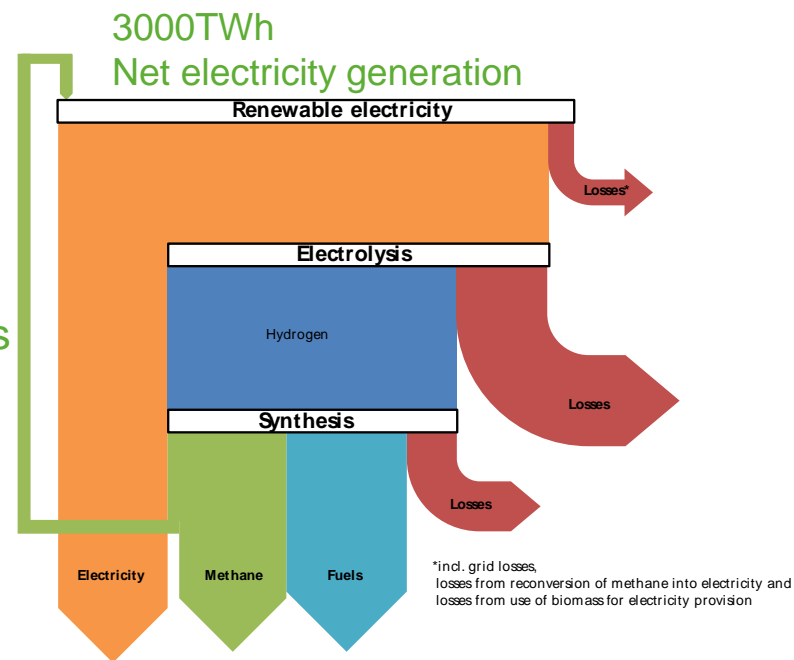 3000TWh
Net electricity generation
Renewable electricity
Losses*
Electrolysis
s
Hydrogen
Losses
Synthesis
Losses
Electricity
Methane
Fuels
*incl. grid losses,
losses from reconversion of methane into electricity and
losses from use of biomass for electricity provision